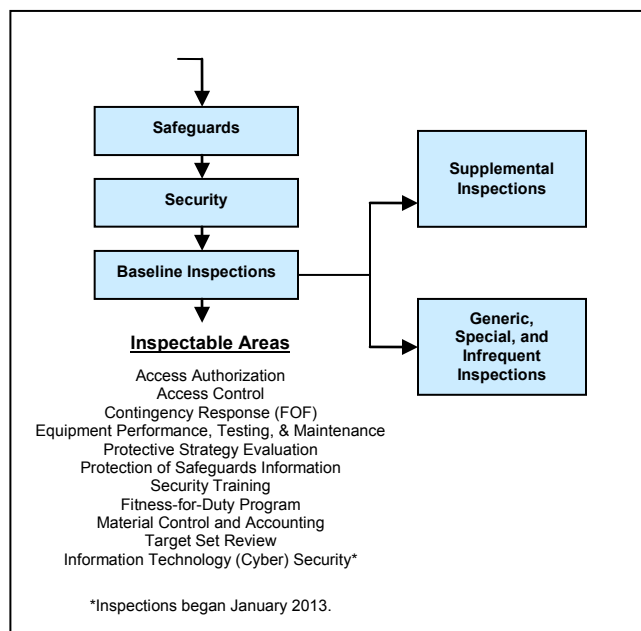 Safeguards
Security
Baseline Inspections
Supplemental
Inspections
Generic,
Special, and
Infrequent
Inspections
Inspectable Areas
Access Authorization
Access Control
Contingency Response (FOF)
Equipment Performance, Testing, & Maintenance
Protective Strategy Evaluation
Protection of Safeguards Information
Security Training
Fitness-for-Duty Program
Material Control and Accounting
Target Set Review
Information Technology (Cyber) Security*
*Inspections began January 2013.